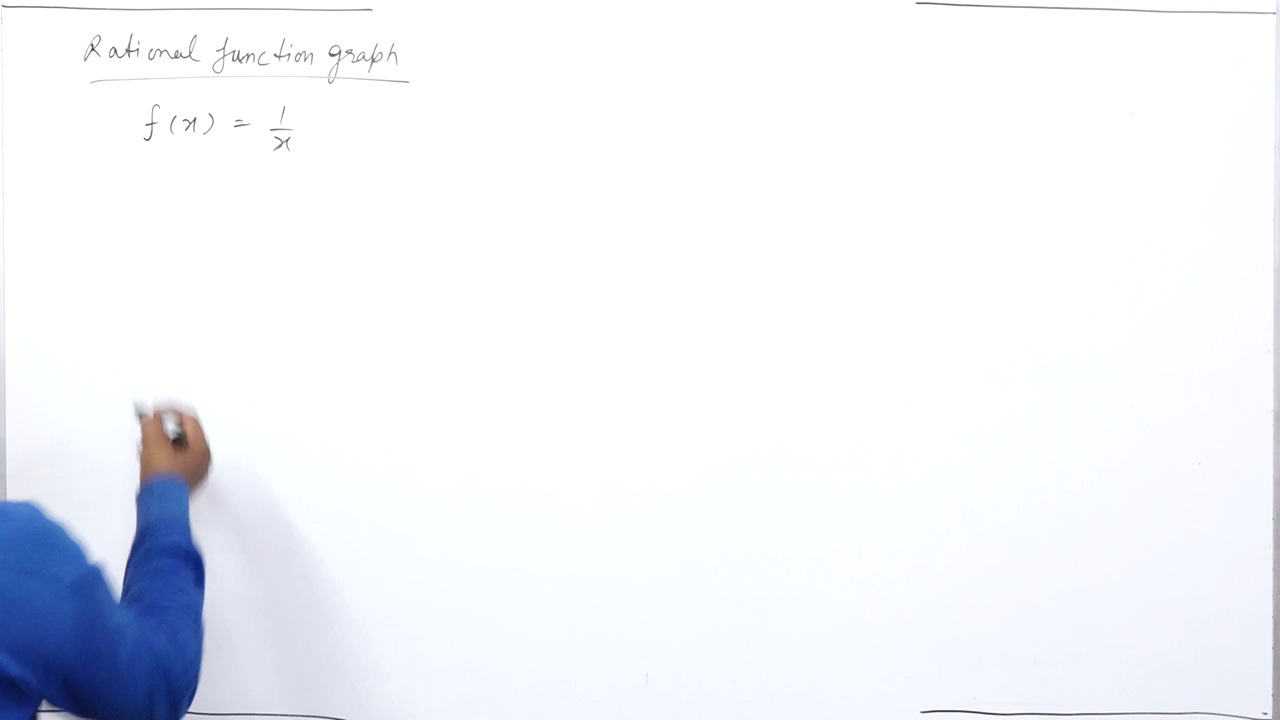 Rational function graph
f(x) = 1/x